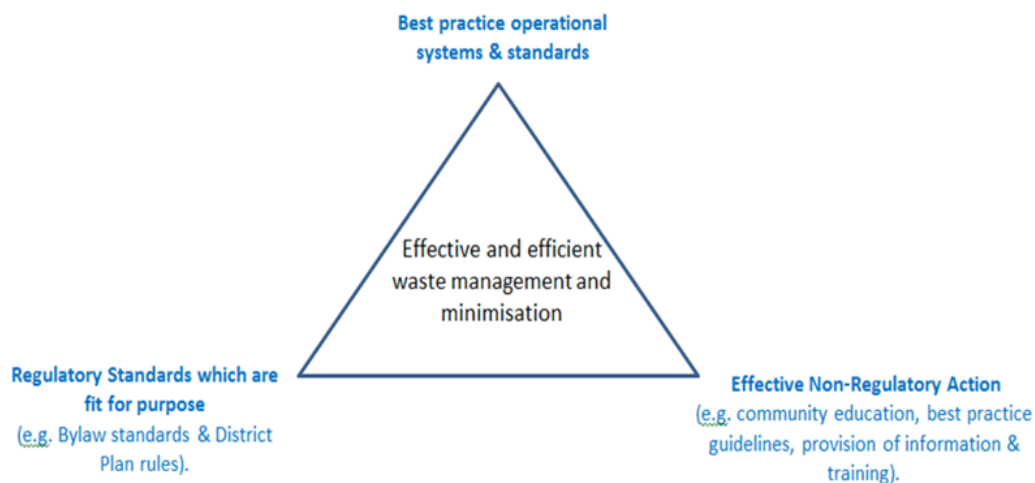 Best practice operational
systems & standards
Effective and efficient
waste management and
minimisation
Regulatory Standards which are
fit for purpose
(e.g. Bylaw standards & District
Plan rules).
Effective Non-Regulatory Action
(e.g. community education, best practice
guidelines, provision of information &
training).